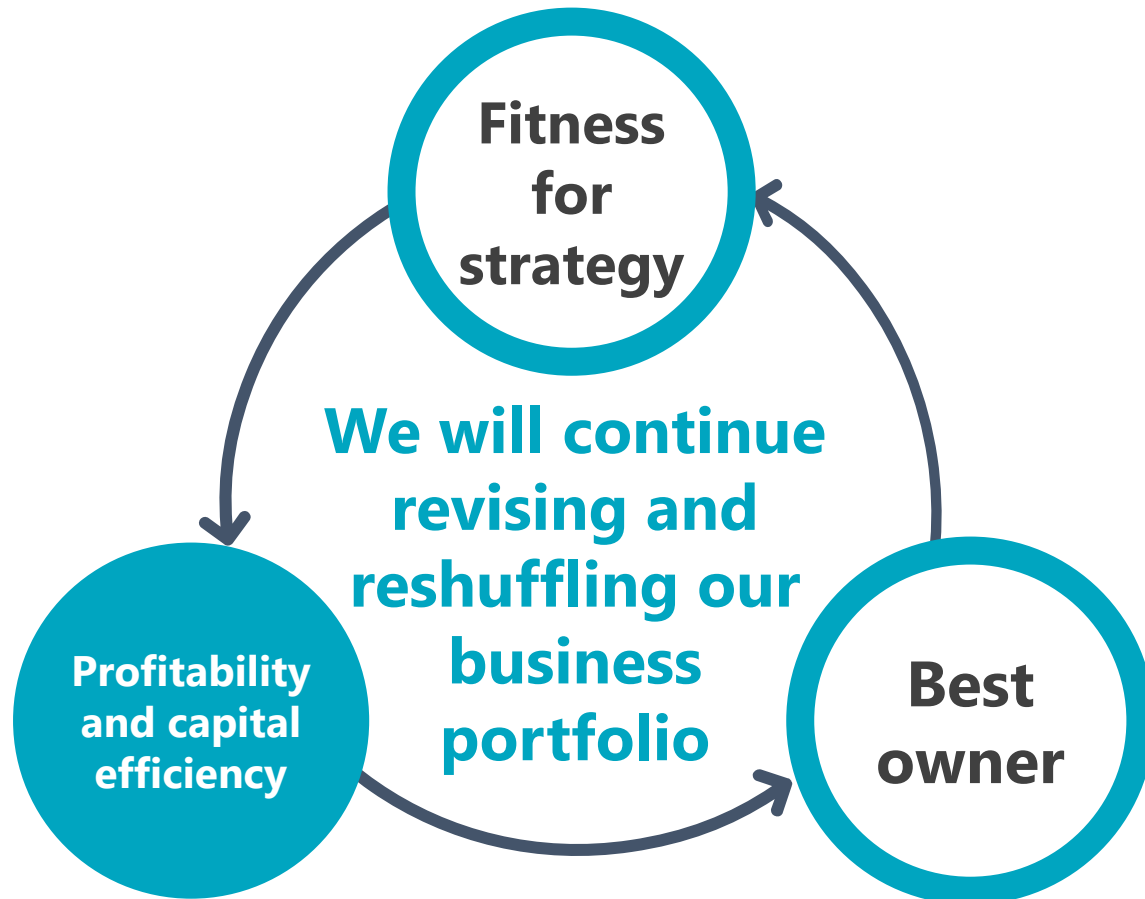 Fitness
for
strategy
We will continue
revising and
reshuffling our
business
portfolio
Profitability
and capital
efficiency
Best
owner